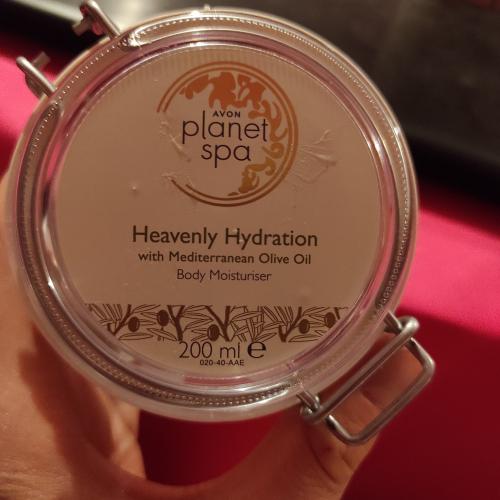 AVON
planet
spa
Heavenly Hydration
with Mediterranean Olive Oil
Body Moisturiser
200 ml e
020-40-AAE